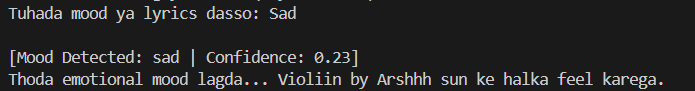 Tuhada mood ya lyrics dasso: Sad
[Mood Detected: sad | Confidence: 0.23]
Thoda emotional mood lagda... Violiin by Arshhh sun ke halka feel karega.